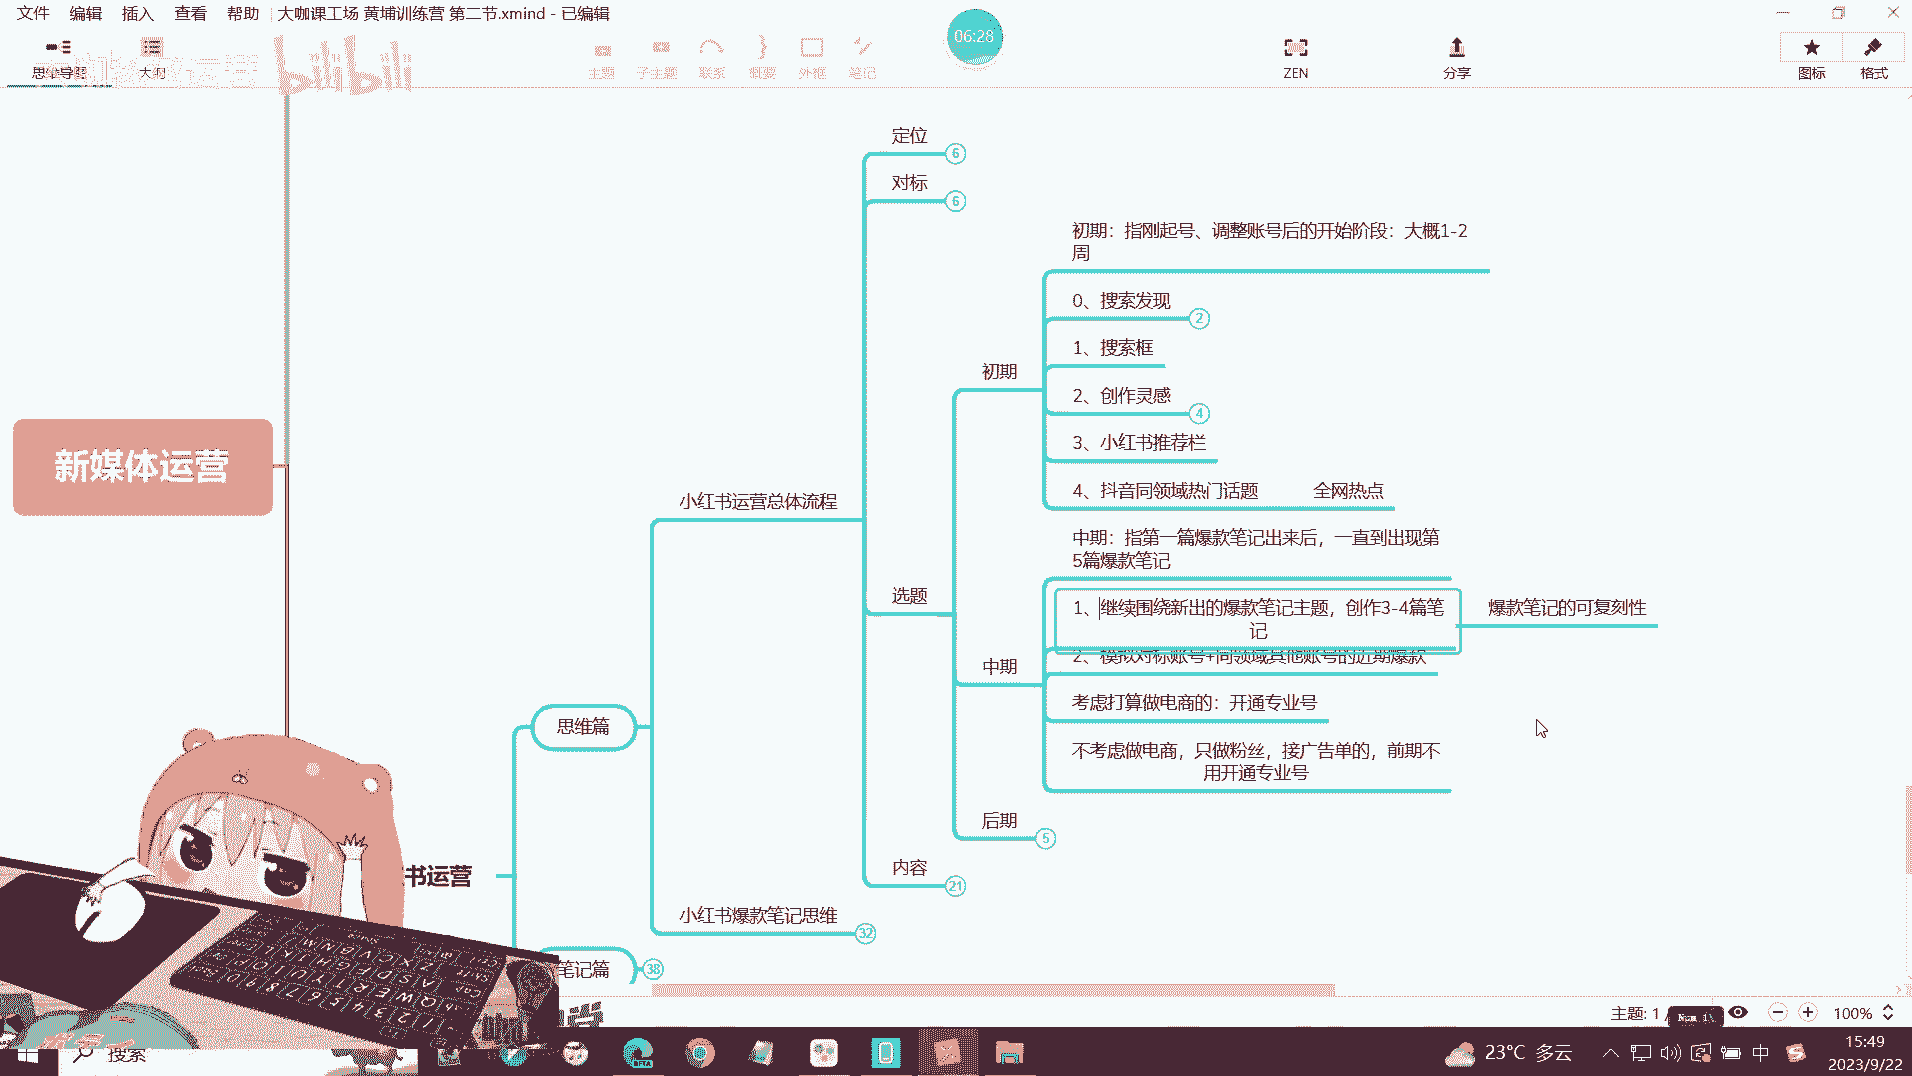 文件 编辑 插入 查看 帮助 大咖课工场 黄埔训练营 第二节.xmind - 已编辑
思维导图 大纲 bilibili 主题 子主题 联系 概要 外框 笔记 06:28 ZEN 分享 图标 格式
定位 6
对标 6
初期：指刚起号、调整账号后的开始阶段：大概1-2
周
0、搜索发现 2
1、搜索框
初期
2、创作灵感 4
3、小红书推荐栏
4、抖音同领域热门话题 全网热点
新媒体运营
小红书运营总体流程
中期：指第一篇爆款笔记出来后，一直到出现第
5篇爆款笔记
选题
1、继续围绕新出的爆款笔记主题，创作3-4篇笔
记
爆款笔记的可复刻性
2、模拟对标账号+同领域其他账号的近期爆款
中期
考虑打算做电商的：开通专业号
思维篇
不考虑做电商，只做粉丝，接广告单的，前期不
用开通专业号
后期 5
内容 21
书运营
小红书爆款笔记思维 32
笔记篇 38
主题: 1 / 100%
搜索 23°C 多云 中 15:49
2023/9/22